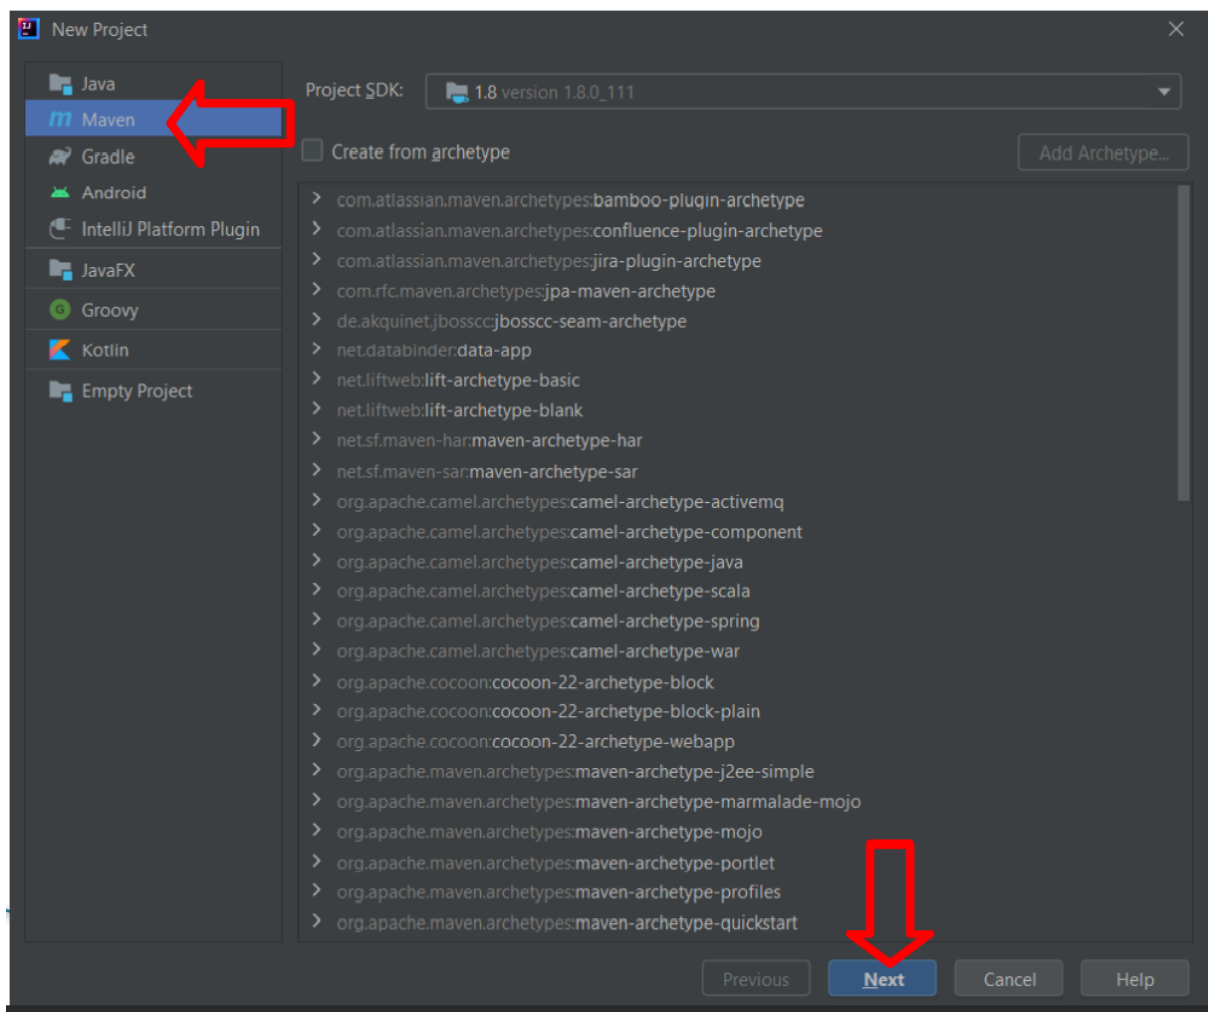 New Project
Java
Maven
Gradle
Android
IntelliJ Platform Plugin
JavaFX
Groovy
Kotlin
Empty Project
Project SDK: 1.8 version 1.8.0_111
Create from archetype
Add Archetype...
com.atlassian.maven.archetypes:bamboo-plugin-archetype
com.atlassian.maven.archetypes:confluence-plugin-archetype
com.atlassian.maven.archetypes:jira-plugin-archetype
com.rfc.maven.archetypes:jpa-maven-archetype
de.akquinet.jbosscc:jbosscc-seam-archetype
net.databinder:data-app
net.liftweb:lift-archetype-basic
net.liftweb:lift-archetype-blank
net.sf.maven-har:maven-archetype-har
net.sf.maven-sar:maven-archetype-sar
org.apache.camel.archetypes:camel-archetype-activemq
org.apache.camel.archetypes:camel-archetype-component
org.apache.camel.archetypes:camel-archetype-java
org.apache.camel.archetypes:camel-archetype-scala
org.apache.camel.archetypes:camel-archetype-spring
org.apache.camel.archetypes:camel-archetype-war
org.apache.cocoon:cocoon-22-archetype-block
org.apache.cocoon:cocoon-22-archetype-block-plain
org.apache.cocoon:cocoon-22-archetype-webapp
org.apache.maven.archetypes:maven-archetype-j2ee-simple
org.apache.maven.archetypes:maven-archetype-marmalade-mojo
org.apache.maven.archetypes:maven-archetype-mojo
org.apache.maven.archetypes:maven-archetype-portlet
org.apache.maven.archetypes:maven-archetype-profiles
org.apache.maven.archetypes:maven-archetype-quickstart
Previous Next Cancel Help